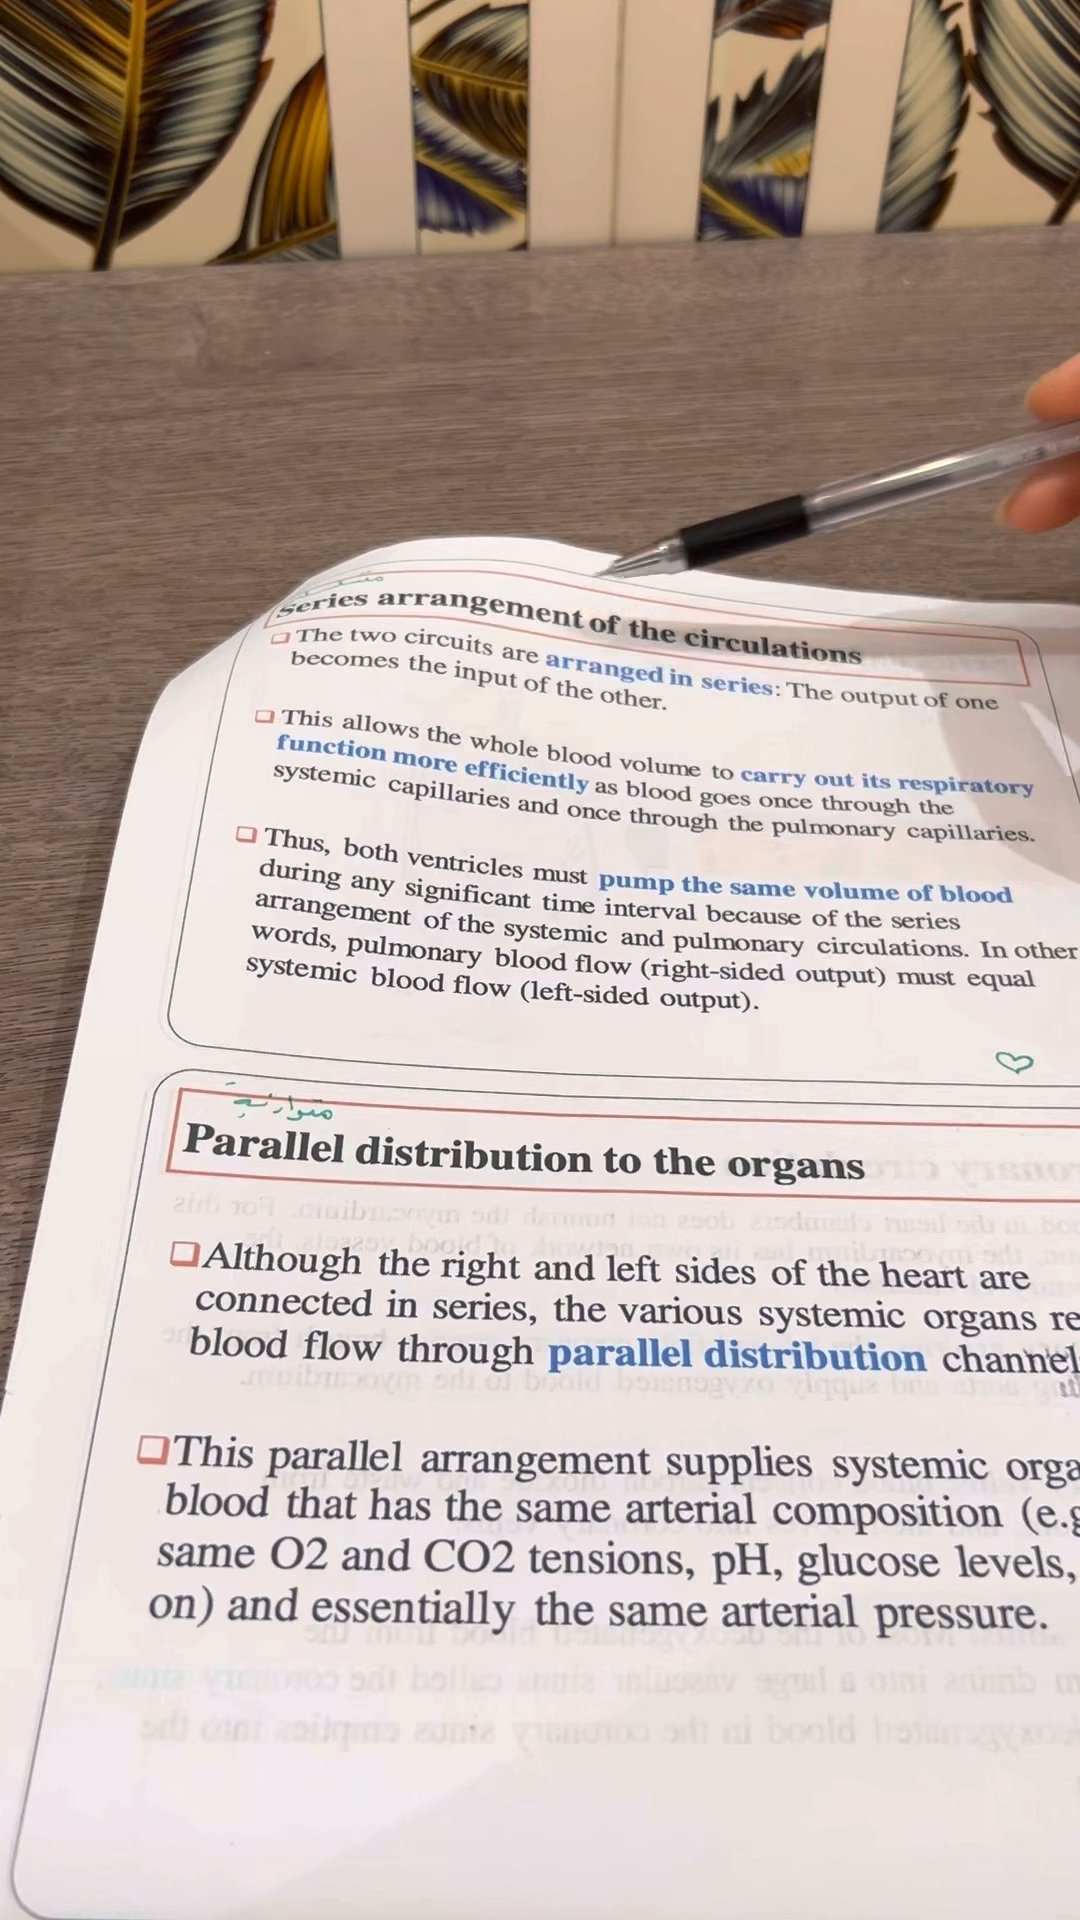 series arrangement of the circulations
The two circuits are arranged in series: The output of one
becomes the input of the other.
This allows the whole blood volume to carry out its respiratory
function more efficiently as blood goes once through the
systemic capillaries and once through the pulmonary capillaries.
Thus, both ventricles must pump the same volume of blood
during any significant time interval because of the series
arrangement of the systemic and pulmonary circulations. In other
words, pulmonary blood flow (right-sided output) must equal
systemic blood flow (left-sided output).
Parallel distribution to the organs
Although the right and left sides of the heart are
connected in series, the various systemic organs re
blood flow through parallel distribution channel
This parallel arrangement supplies systemic orga
blood that has the same arterial composition (e.g
same O2 and CO2 tensions, pH, glucose levels,
on) and essentially the same arterial pressure.